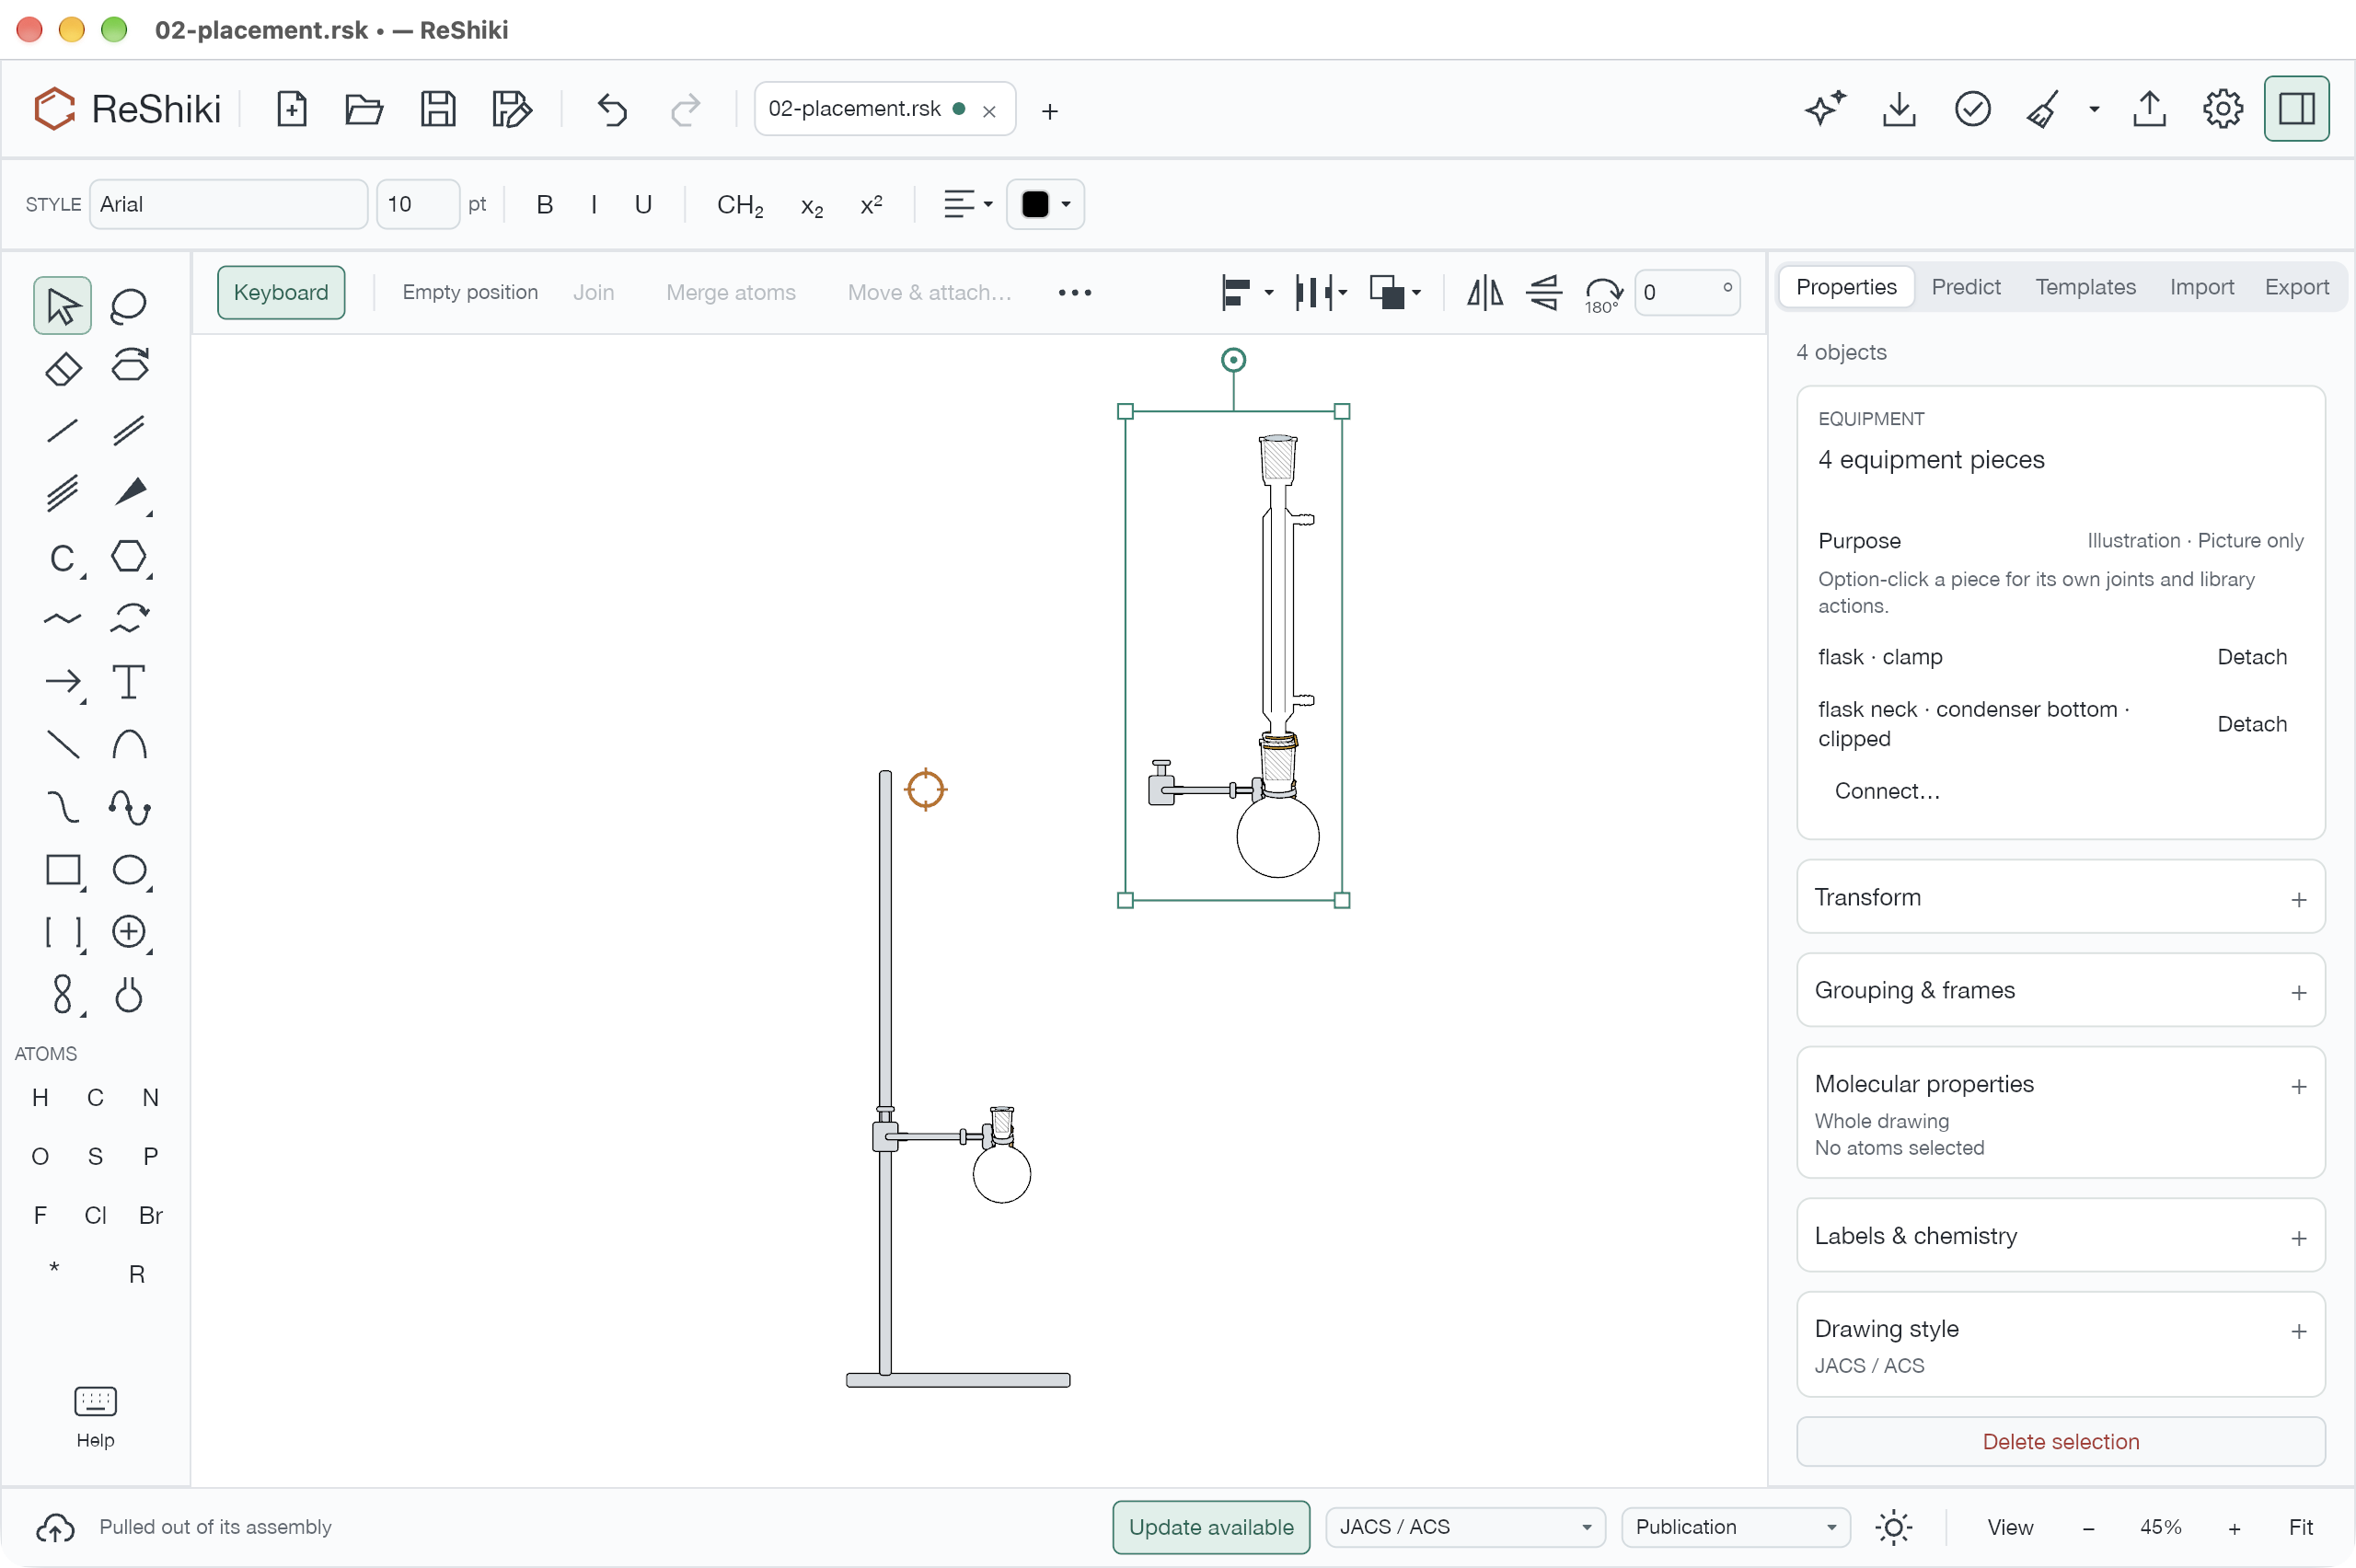 02-placement.rsk • — ReShiki
ReShiki
02-placement.rsk
STYLE Arial 10 pt B I U CH₂ x₂ x²
Keyboard Empty position Join Merge atoms Move & attach... 180° 0 °
Properties Predict Templates Import Export
4 objects
EQUIPMENT
4 equipment pieces
Purpose Illustration · Picture only
Option-click a piece for its own joints and library
actions.
flask · clamp Detach
flask neck · condenser bottom ·
clipped Detach
Connect...
Transform +
Grouping & frames +
Molecular properties +
Whole drawing
No atoms selected
Labels & chemistry +
Drawing style +
JACS / ACS
Delete selection
C
T
ATOMS
H C N
O S P
F Cl Br
* R
Help
Pulled out of its assembly Update available JACS / ACS Publication View – 45% + Fit